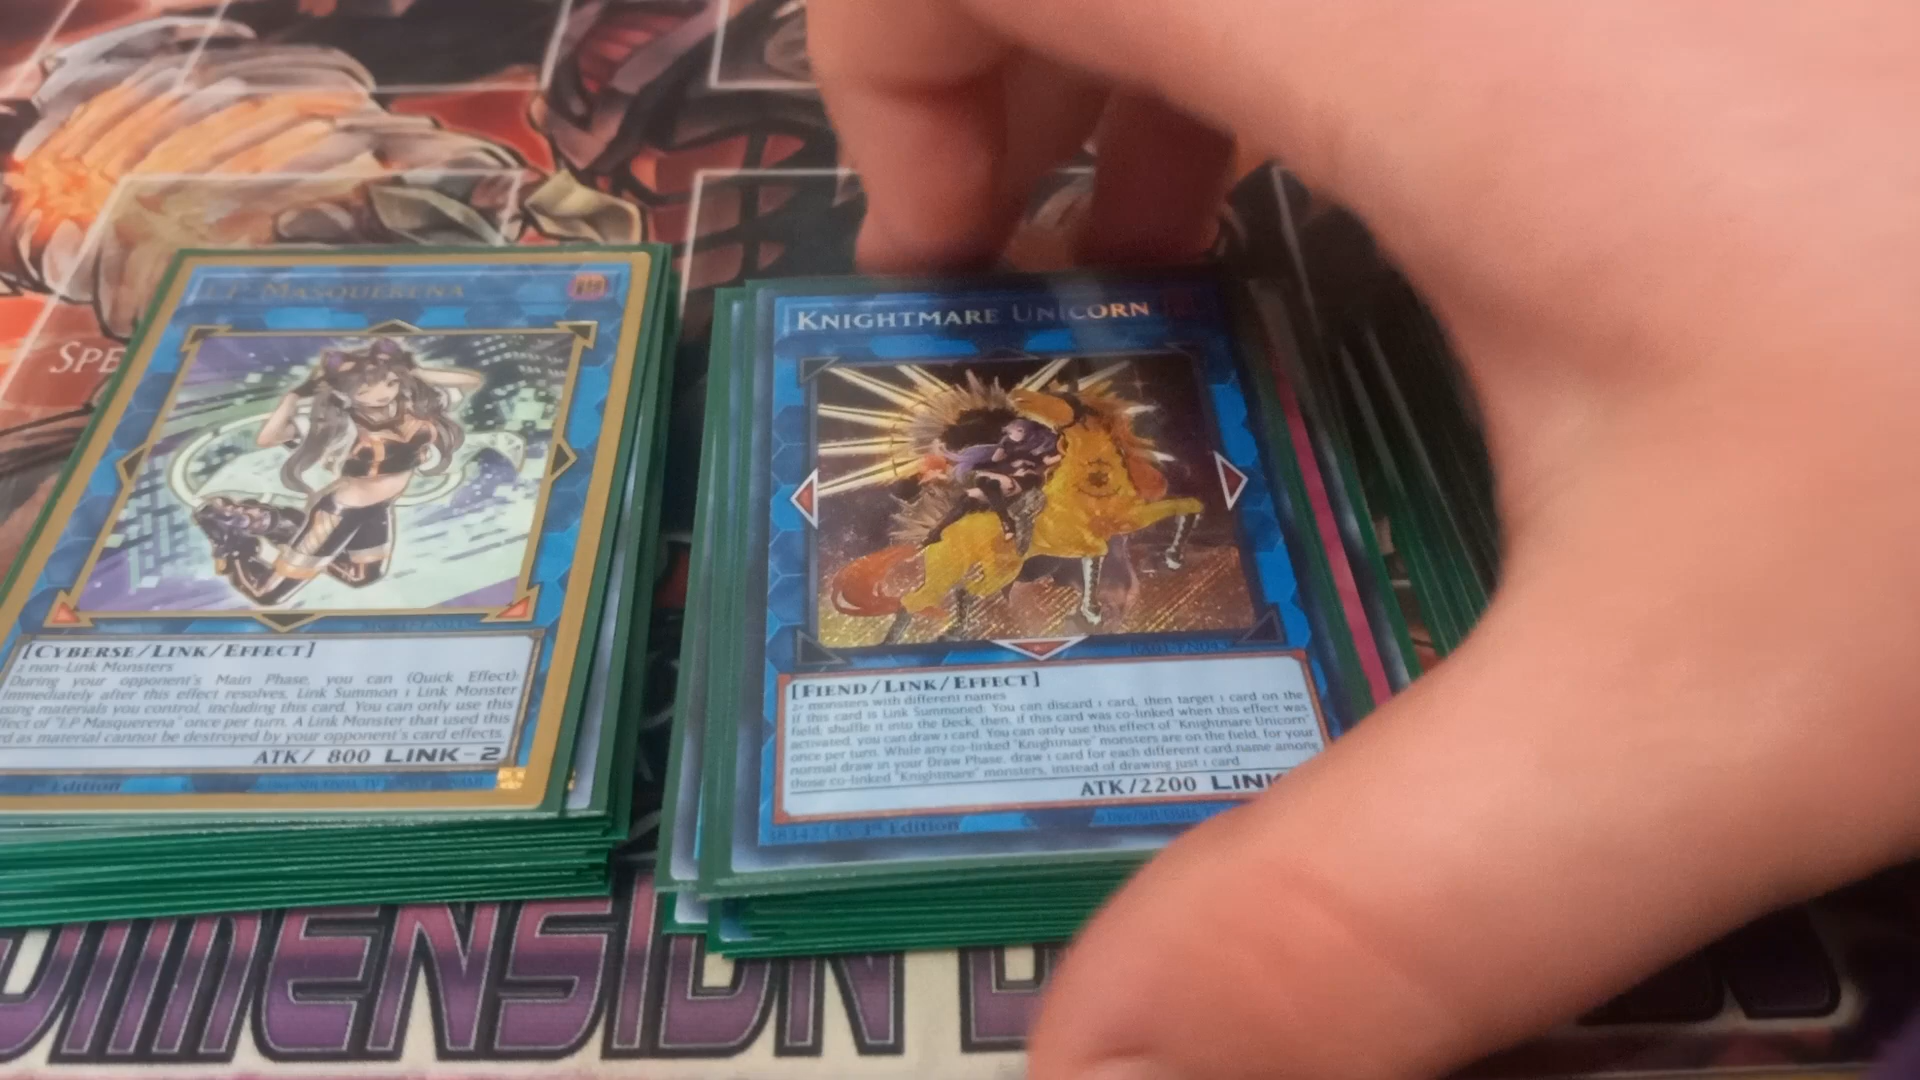 SPE
I:P MASQUERENA
[CYBERSE/LINK/EFFECT]
2 non-Link Monsters
During your opponent's Main Phase, you can (Quick Effect):
Immediately after this effect resolves, Link Summon 1 Link Monster
using materials you control, including this card. You can only use this
effect of "I:P Masquerena" once per turn. A Link Monster that used this
card as material cannot be destroyed by your opponent's card effects.
ATK/ 800 LINK-2
1st Edition
KNIGHTMARE UNICORN
RA01-EN043
[FIEND/LINK/EFFECT]
2+ monsters with different names
If this card is Link Summoned: You can discard 1 card, then target 1 card on the
field; shuffle it into the Deck, then, if this card was co-linked when this effect was
activated, you can draw 1 card. You can only use this effect of "Knightmare Unicorn"
once per turn. While any co-linked "Knightmare" monsters are on the field, for your
normal draw in your Draw Phase, draw 1 card for each different card name among
those co-linked "Knightmare" monsters, instead of drawing just 1 card.
ATK/2200 LINK
1st Edition
DIMENSION